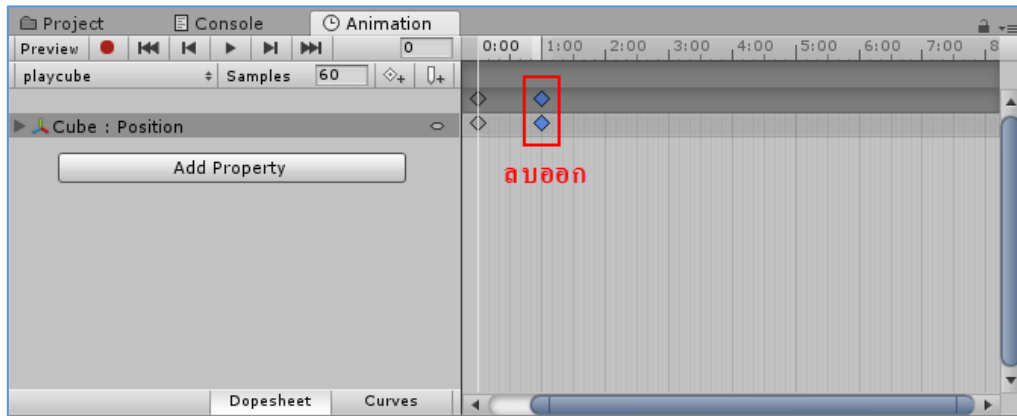 Project Console Animation
Preview 0 0:00 1:00 2:00 3:00 4:00 5:00 6:00 7:00 8
playcube Samples 60
Cube : Position
Add Property
ลบออก
Dopesheet Curves